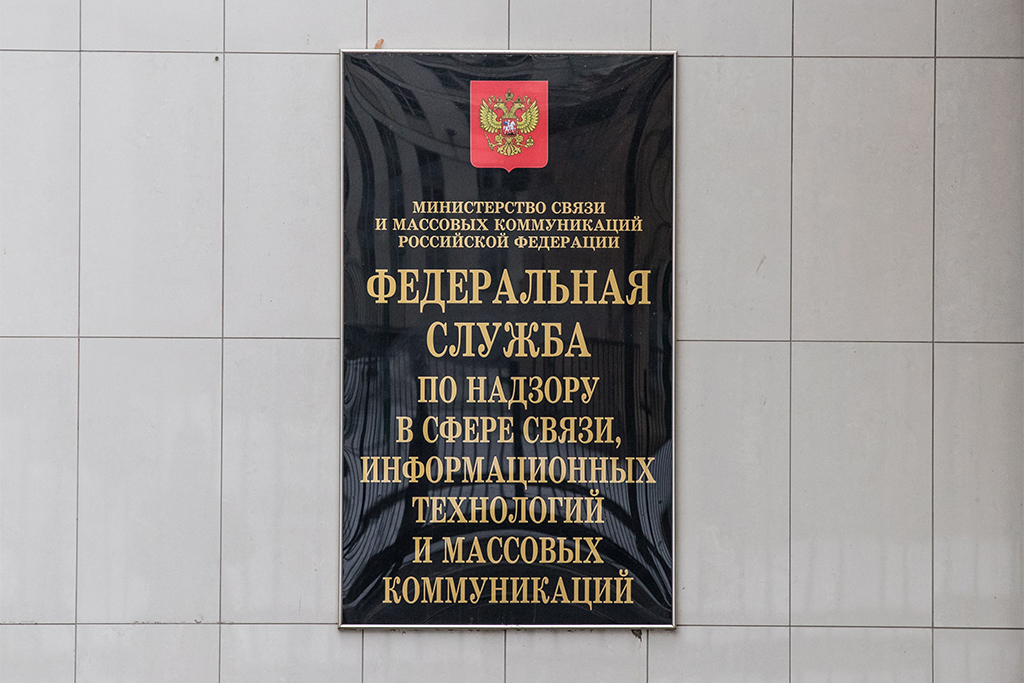 МИНИСТЕРСТВО СВЯЗИ
И МАССОВЫХ КОММУНИКАЦИЙ
РОССИЙСКОЙ ФЕДЕРАЦИИ
ФЕДЕРАЛЬНАЯ
СЛУЖБА
ПО НАДЗОРУ
В СФЕРЕ СВЯЗИ,
ИНФОРМАЦИОННЫХ
ТЕХНОЛОГИЙ
И МАССОВЫХ
КОММУНИКАЦИЙ